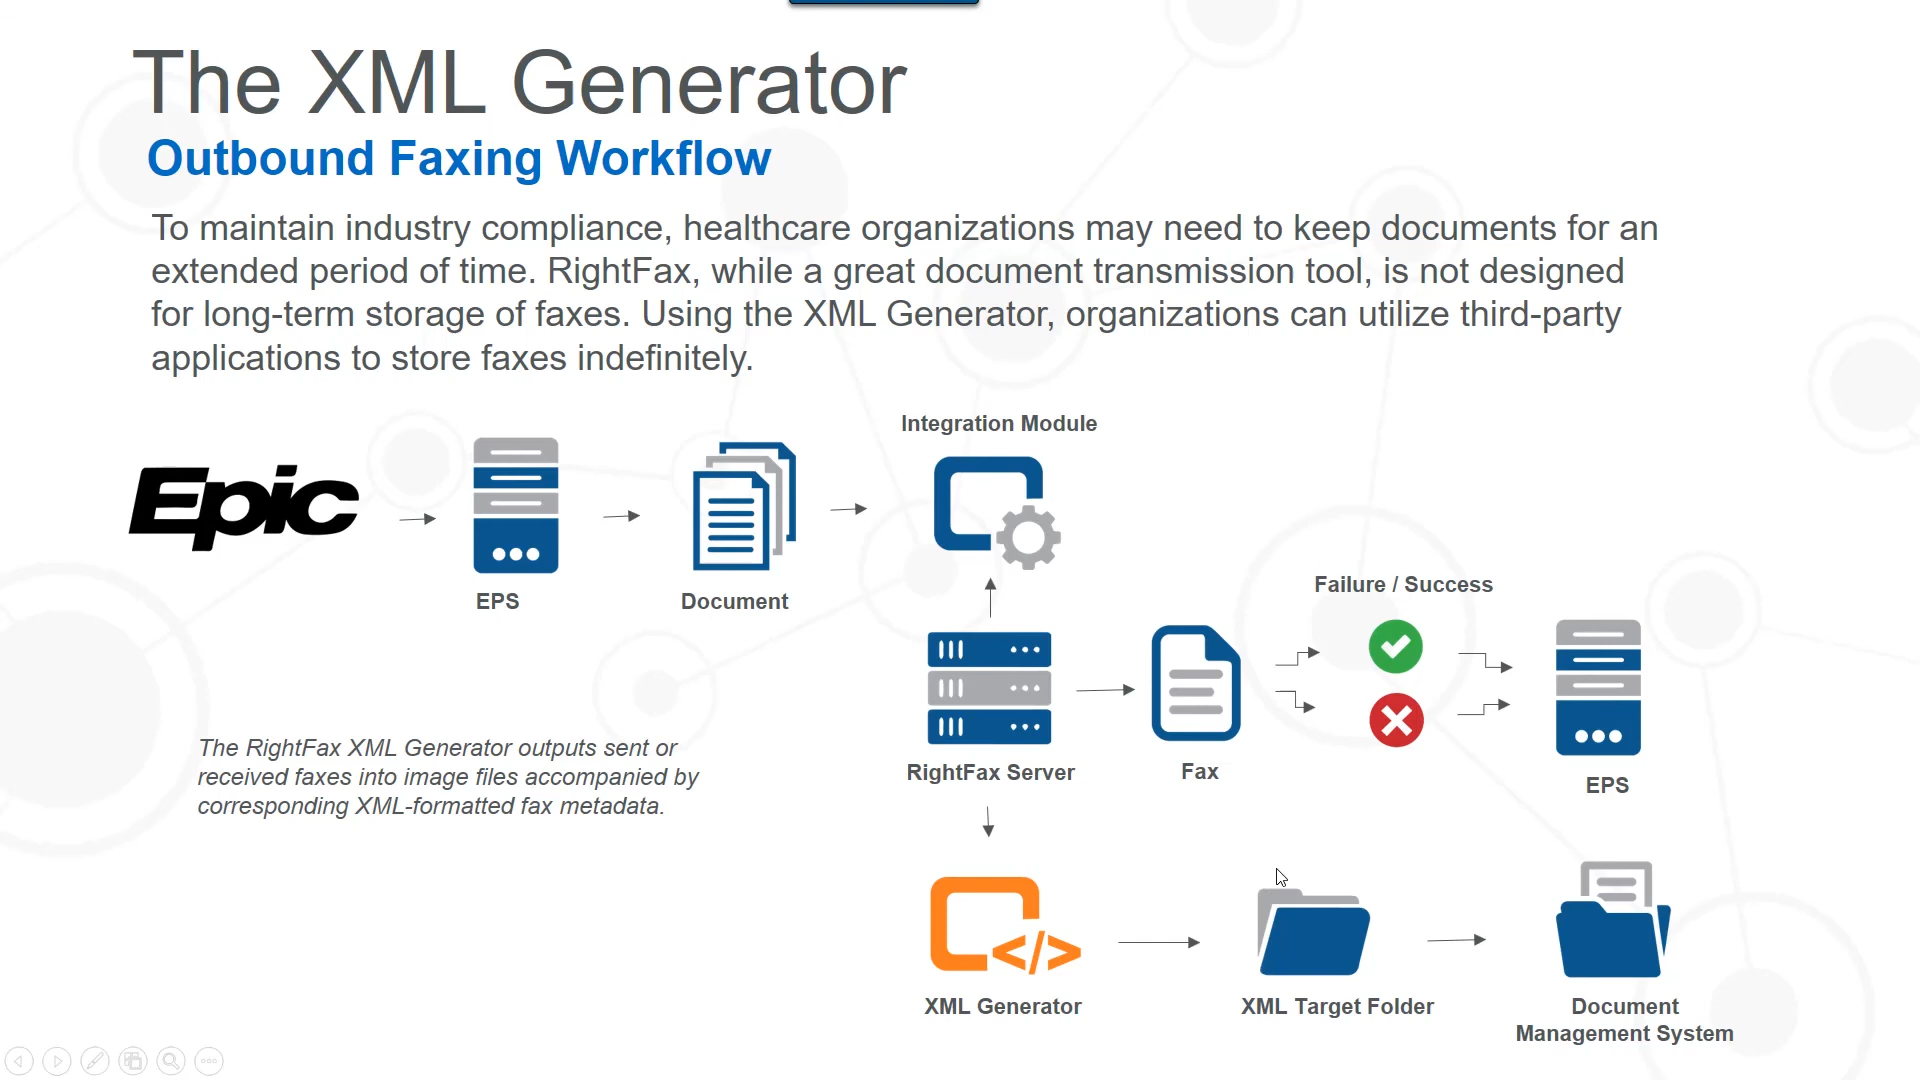 The XML Generator
Outbound Faxing Workflow
To maintain industry compliance, healthcare organizations may need to keep documents for an
extended period of time. RightFax, while a great document transmission tool, is not designed
for long-term storage of faxes. Using the XML Generator, organizations can utilize third-party
applications to store faxes indefinitely.
Integration Module
Epic
EPS
Document
Failure / Success
The RightFax XML Generator outputs sent or
received faxes into image files accompanied by
corresponding XML-formatted fax metadata.
RightFax Server
Fax
EPS
</>
XML Generator
XML Target Folder
Document
Management System